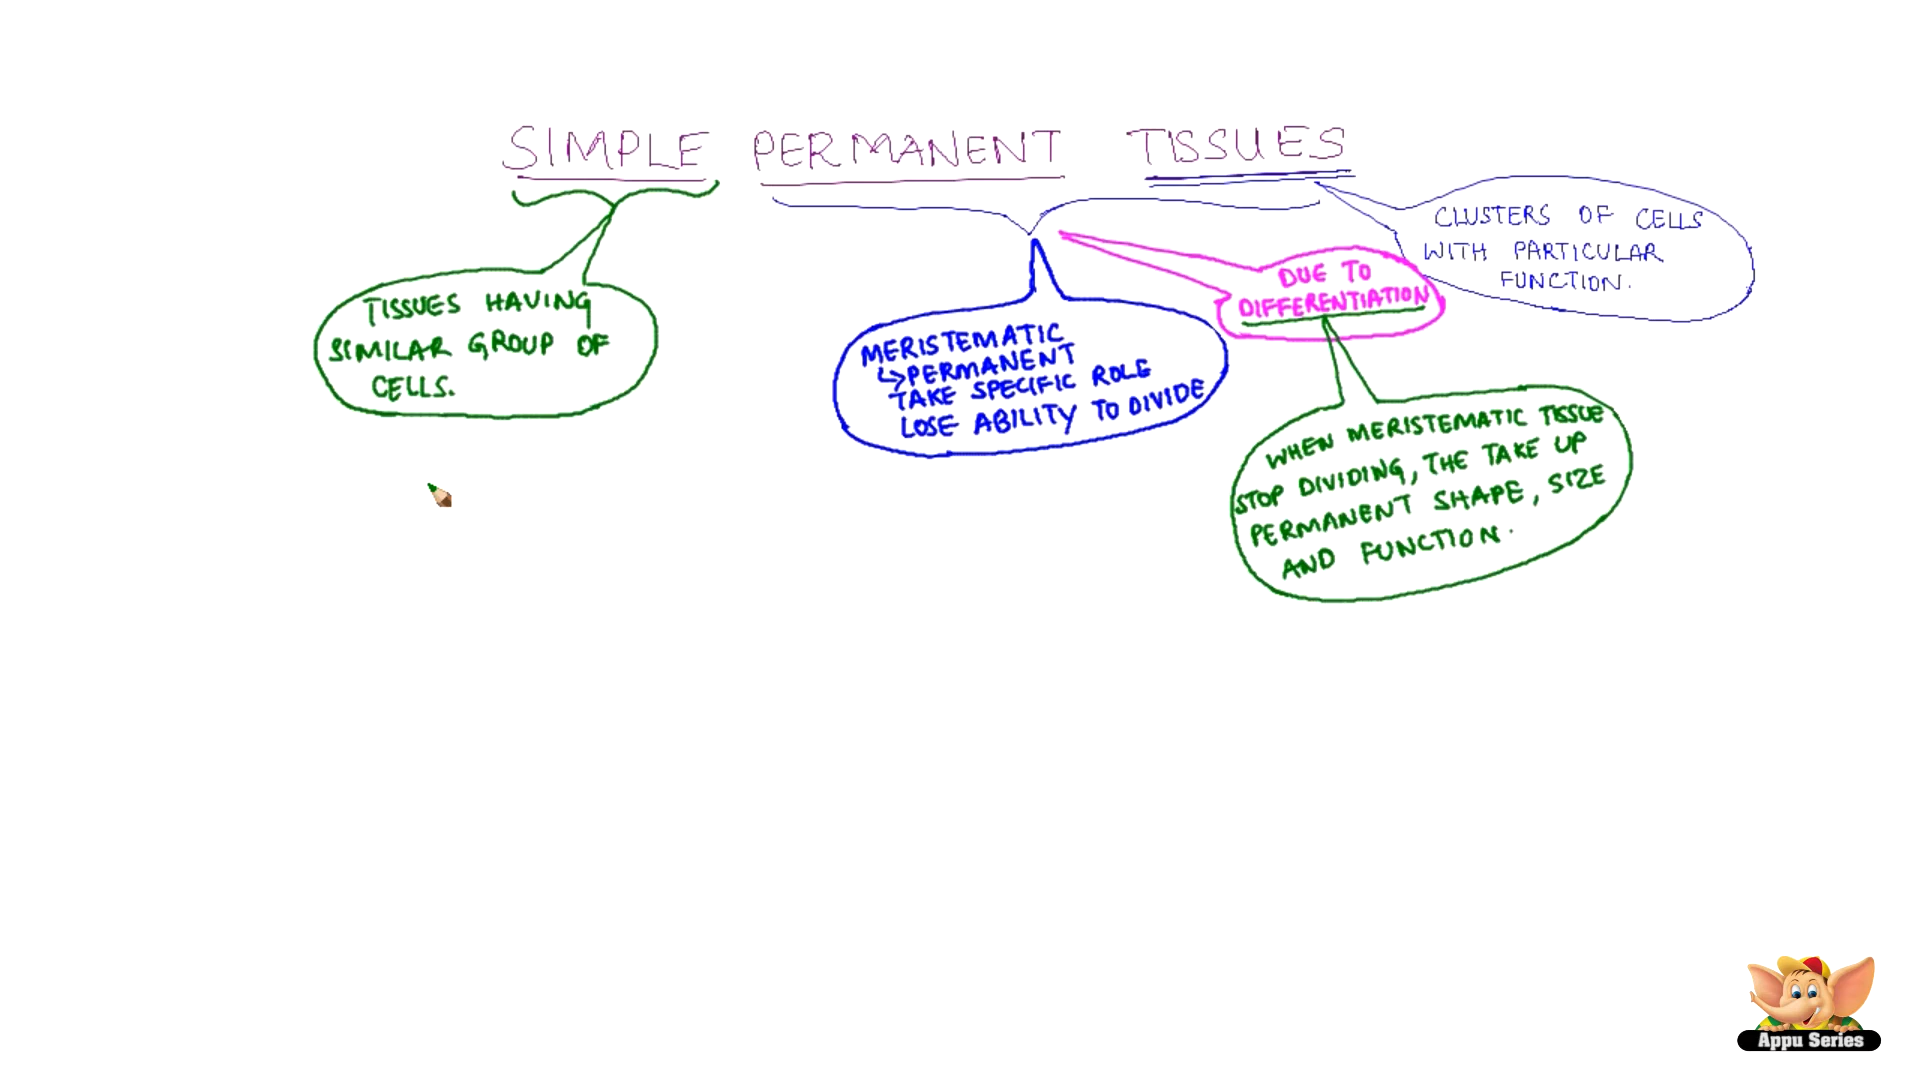 SIMPLE PERMANENT TISSUES
CLUSTERS OF CELLS
WITH PARTICULAR
FUNCTION.
DUE TO
DIFFERENTIATION
TISSUES HAVING
SIMILAR GROUP OF
CELLS.
MERISTEMATIC
↳PERMANENT
TAKE SPECIFIC ROLE
LOSE ABILITY TO DIVIDE
WHEN MERISTEMATIC TISSUE
STOP DIVIDING, THE TAKE UP
PERMANENT SHAPE, SIZE
AND FUNCTION.
Appu Series